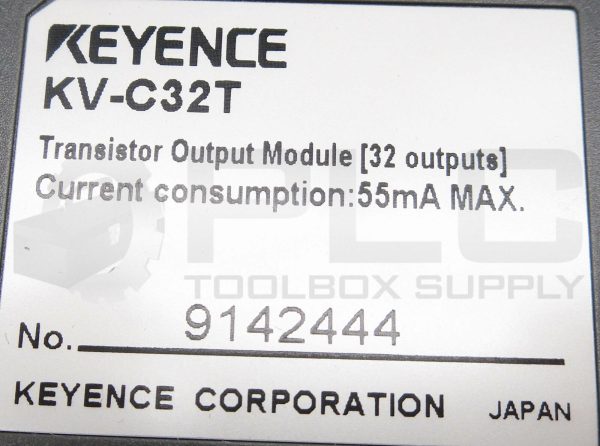 KEYENCE
KV-C32T
Transistor Output Module [32 outputs]
Current consumption:55mA MAX.
PLC
TOOLBOX SUPPLY
No. 9142444
KEYENCE CORPORATION JAPAN